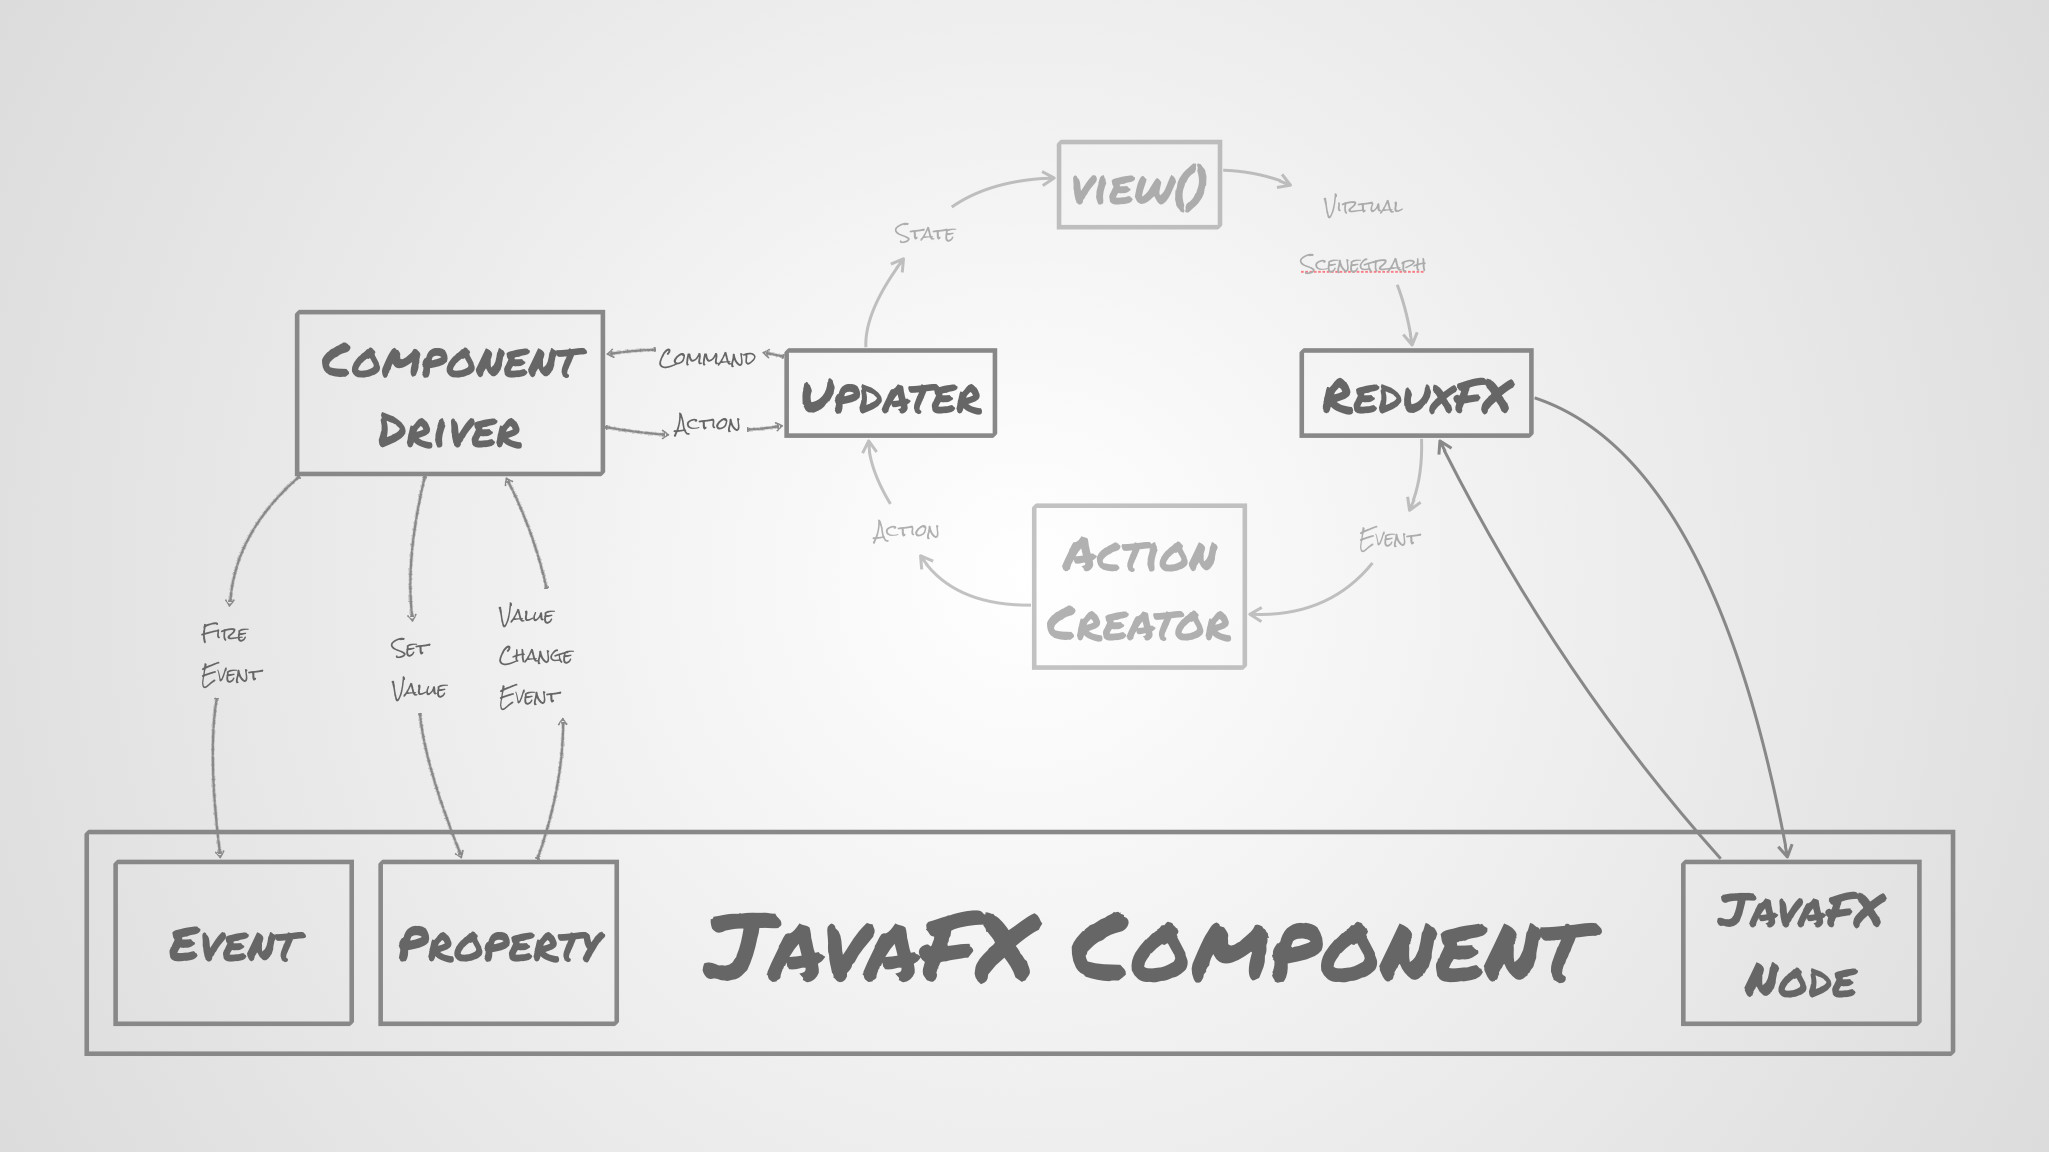 view()
Virtual
Scenegraph
State
Component
Driver
Command
Action
Updater
ReduxFX
Action
Event
Action
Creator
Fire
Event
Set
Value
Value
Change
Event
Event
Property
JavaFX Component
JavaFX
Node